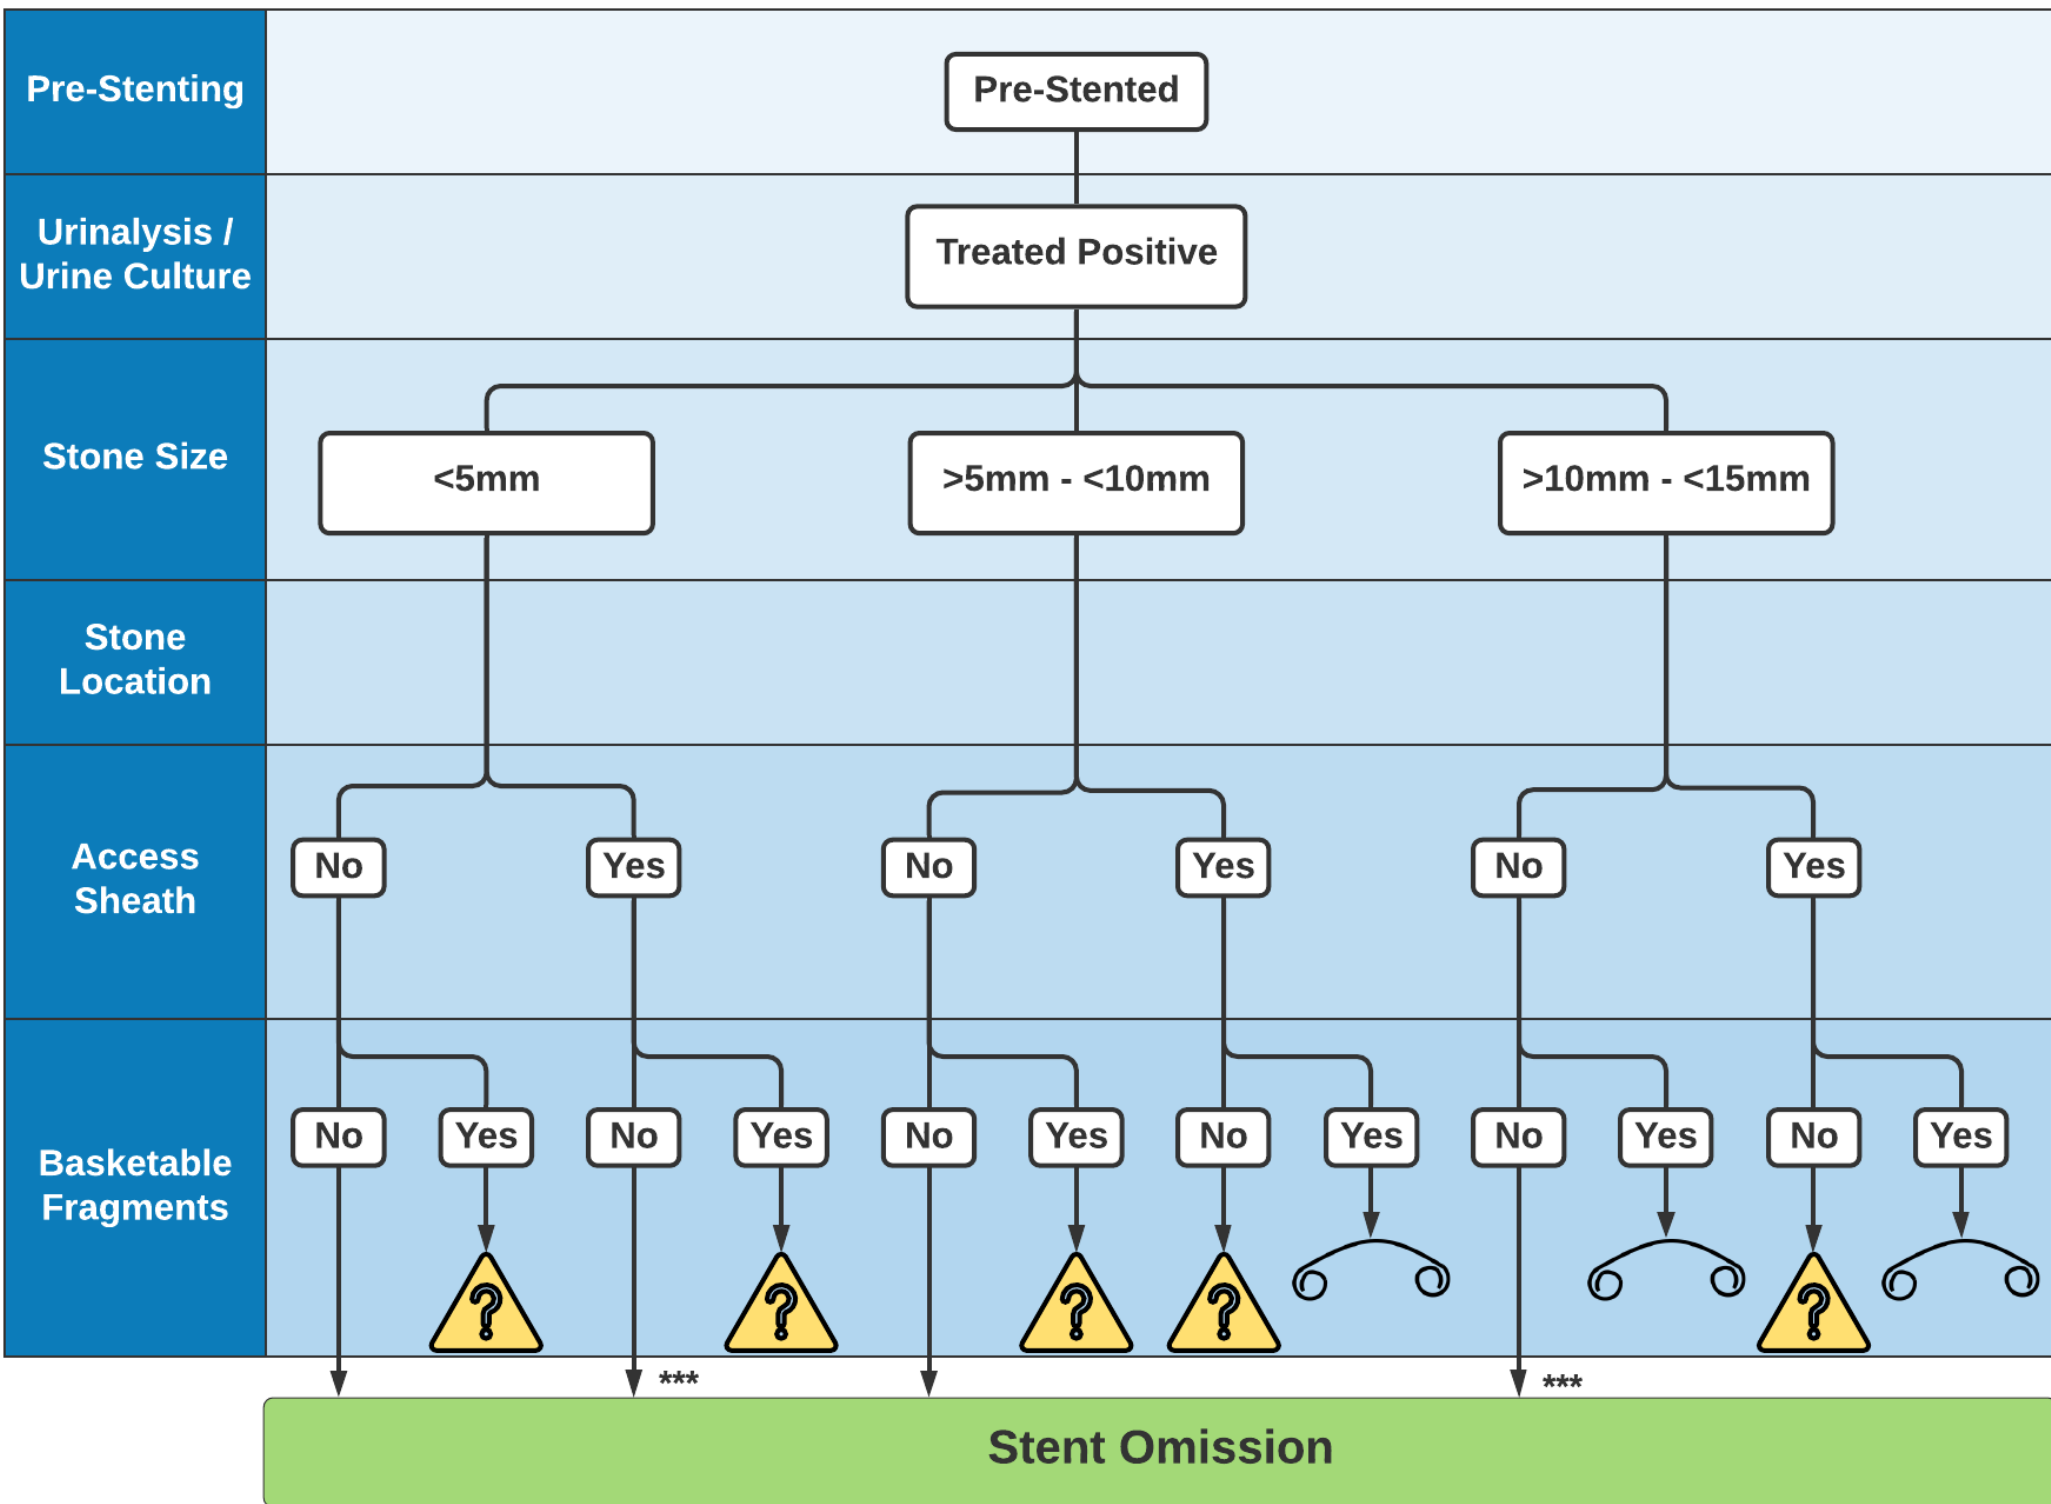 Pre-Stenting
Pre-Stented
Urinalysis /
Urine Culture
Treated Positive
Stone Size
<5mm
>5mm - <10mm
>10mm - <15mm
Stone
Location
Access
Sheath
No
Yes
No
Yes
No
Yes
Basketable
Fragments
No
Yes
No
Yes
No
Yes
No
Yes
No
Yes
No
Yes
?
?
?
?
?
***
***
Stent Omission